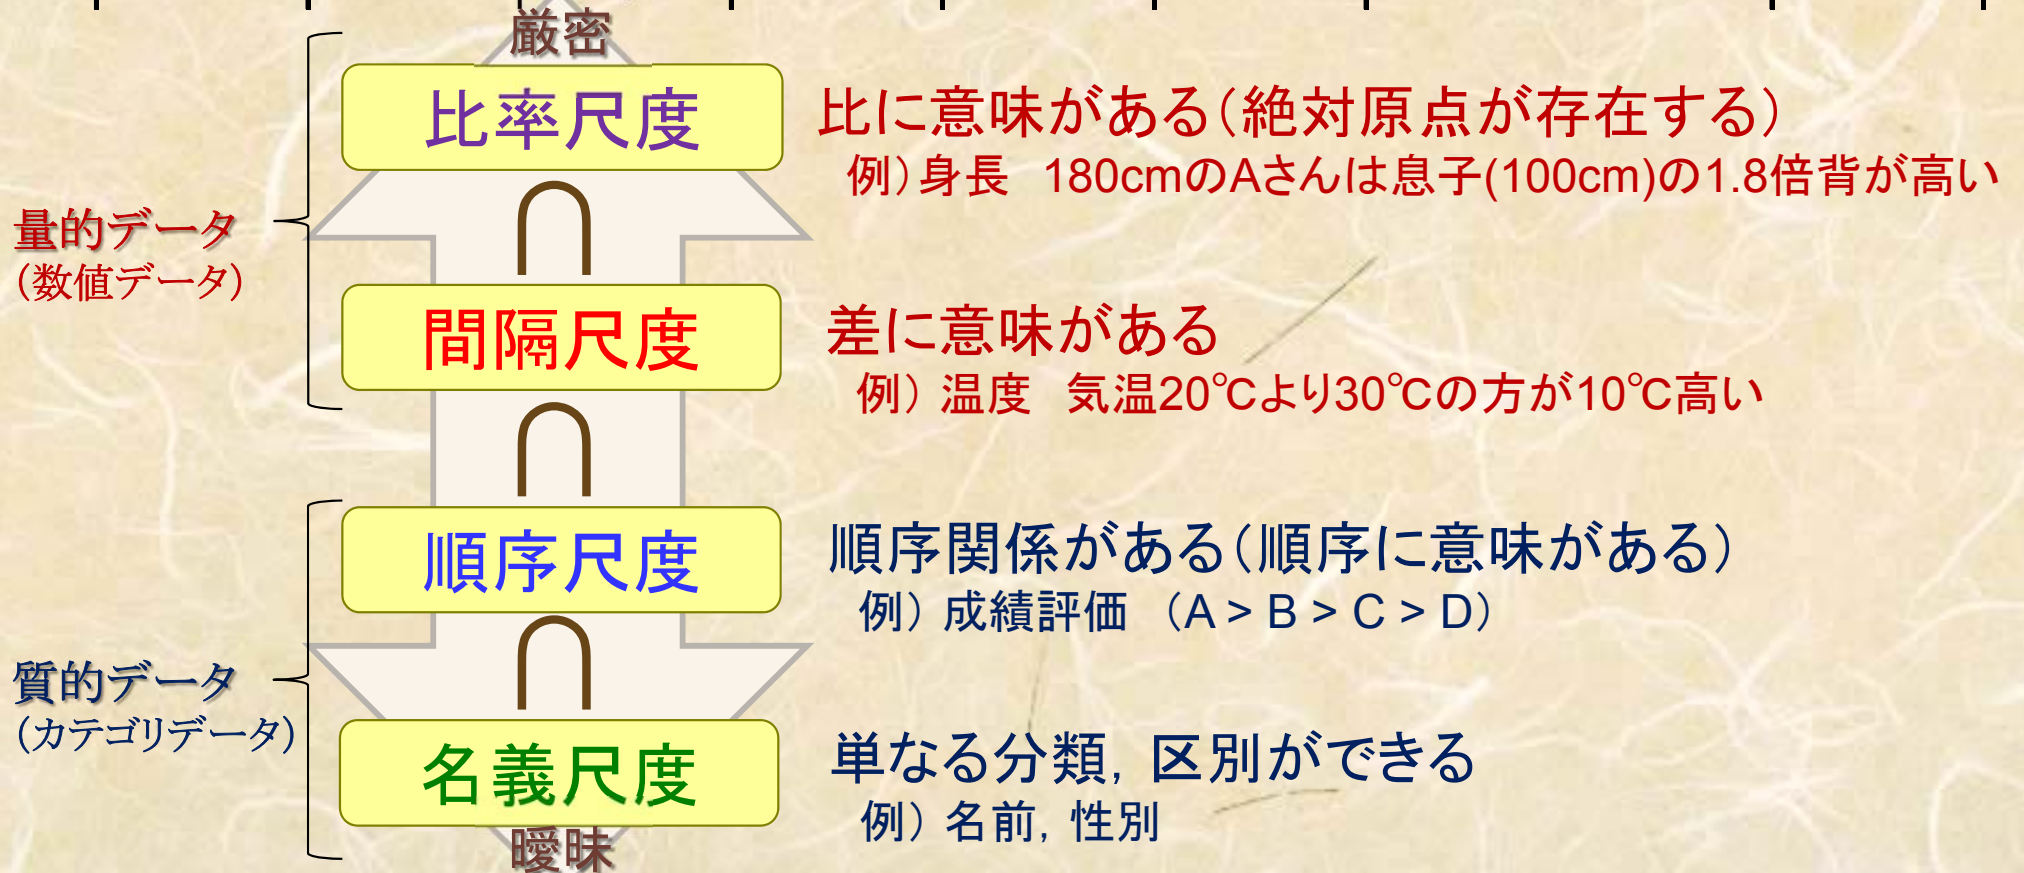 厳密
比率尺度
比に意味がある(絶対原点が存在する)
例)身長 180cmのAさんは息子(100cm)の1.8倍背が高い
量的データ
(数値データ)
間隔尺度
差に意味がある
例) 温度 気温20℃より30℃の方が10℃高い
順序尺度
順序関係がある(順序に意味がある)
例) 成績評価 (A > B > C > D)
質的データ
(カテゴリデータ)
名義尺度
単なる分類, 区別ができる
例) 名前, 性別
曖昧